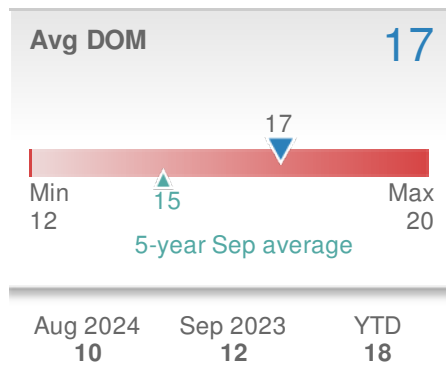 Avg DOM 17
17
Min Max
12 15 20
5-year Sep average
Aug 2024 Sep 2023 YTD
10 12 18